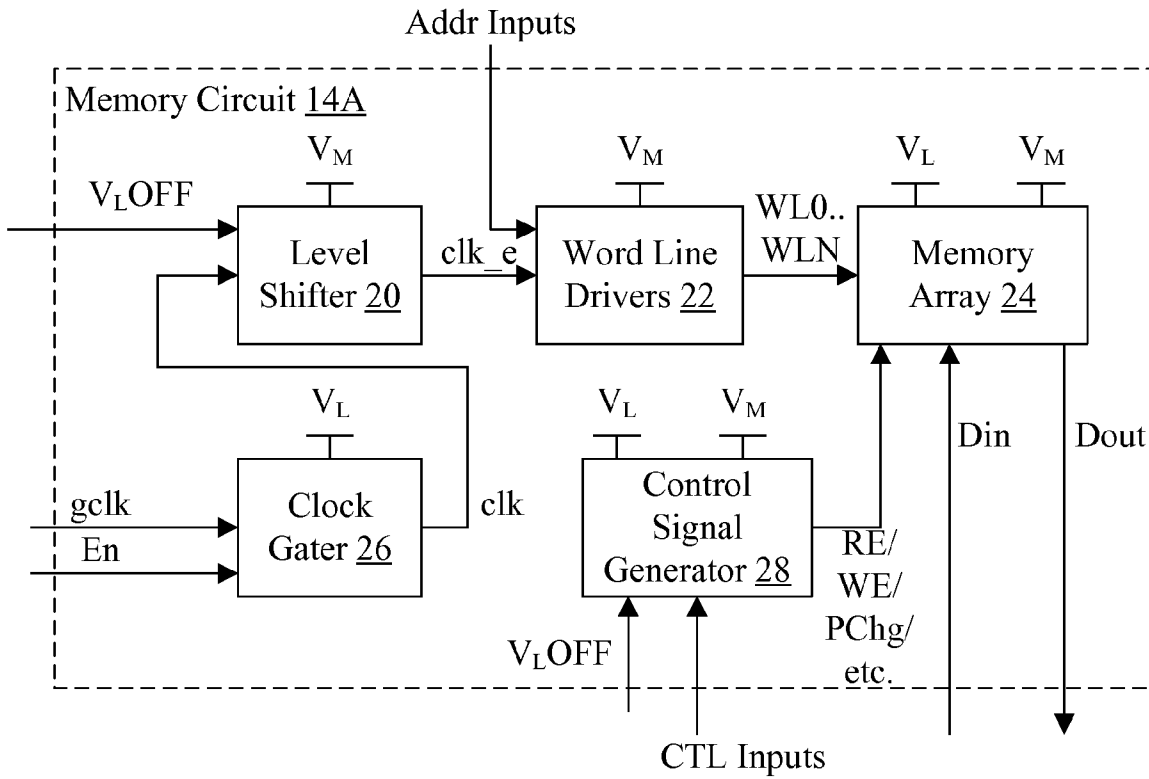 Addr Inputs
Memory Circuit 14A
V_M
V_M
V_L
V_M
V_LOFF
Level
Shifter 20
clk_e
Word Line
Drivers 22
WL0..
WLN
Memory
Array 24
V_L
V_L
V_M
Din
Dout
gclk
En
Clock
Gater 26
clk
Control
Signal
Generator 28
RE/
WE/
PChg/
etc.
V_LOFF
CTL Inputs